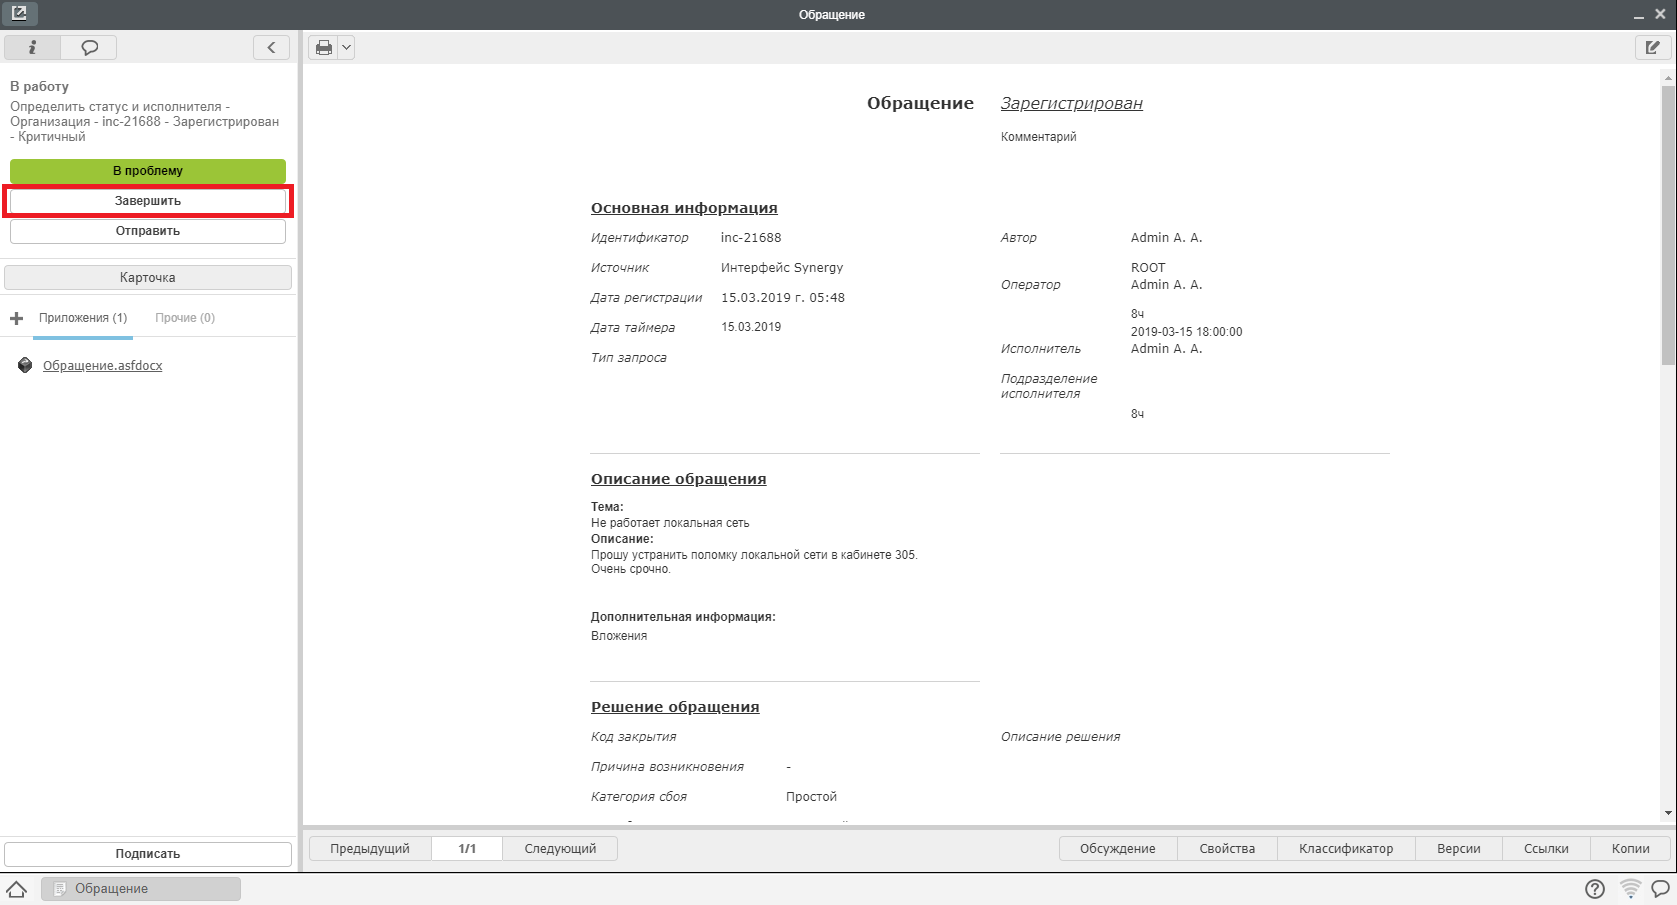 Обращение
В работу
Определить статус и исполнителя -
Организация - inc-21688 - Зарегистрирован
- Критичный
В проблему
Завершить
Отправить
Карточка
Приложения (1)
Прочие (0)
Обращение.asfdocx
Подписать
Обращение
Зарегистрирован
Комментарий
Основная информация
Идентификатор
inc-21688
Источник
Интерфейс Synergy
Дата регистрации
15.03.2019 г. 05:48
Дата таймера
15.03.2019
Тип запроса
Автор
Admin A. A.
ROOT
Оператор
Admin A. A.
8ч
2019-03-15 18:00:00
Исполнитель
Admin A. A.
Подразделение
исполнителя
8ч
Описание обращения
Тема:
Не работает локальная сеть
Описание:
Прошу устранить поломку локальной сети в кабинете 305.
Очень срочно.
Дополнительная информация:
Вложения
Решение обращения
Код закрытия
Описание решения
Причина возникновения
-
Категория сбоя
Простой
Предыдущий
1/1
Следующий
Обсуждение
Свойства
Классификатор
Версии
Ссылки
Копии
Обращение